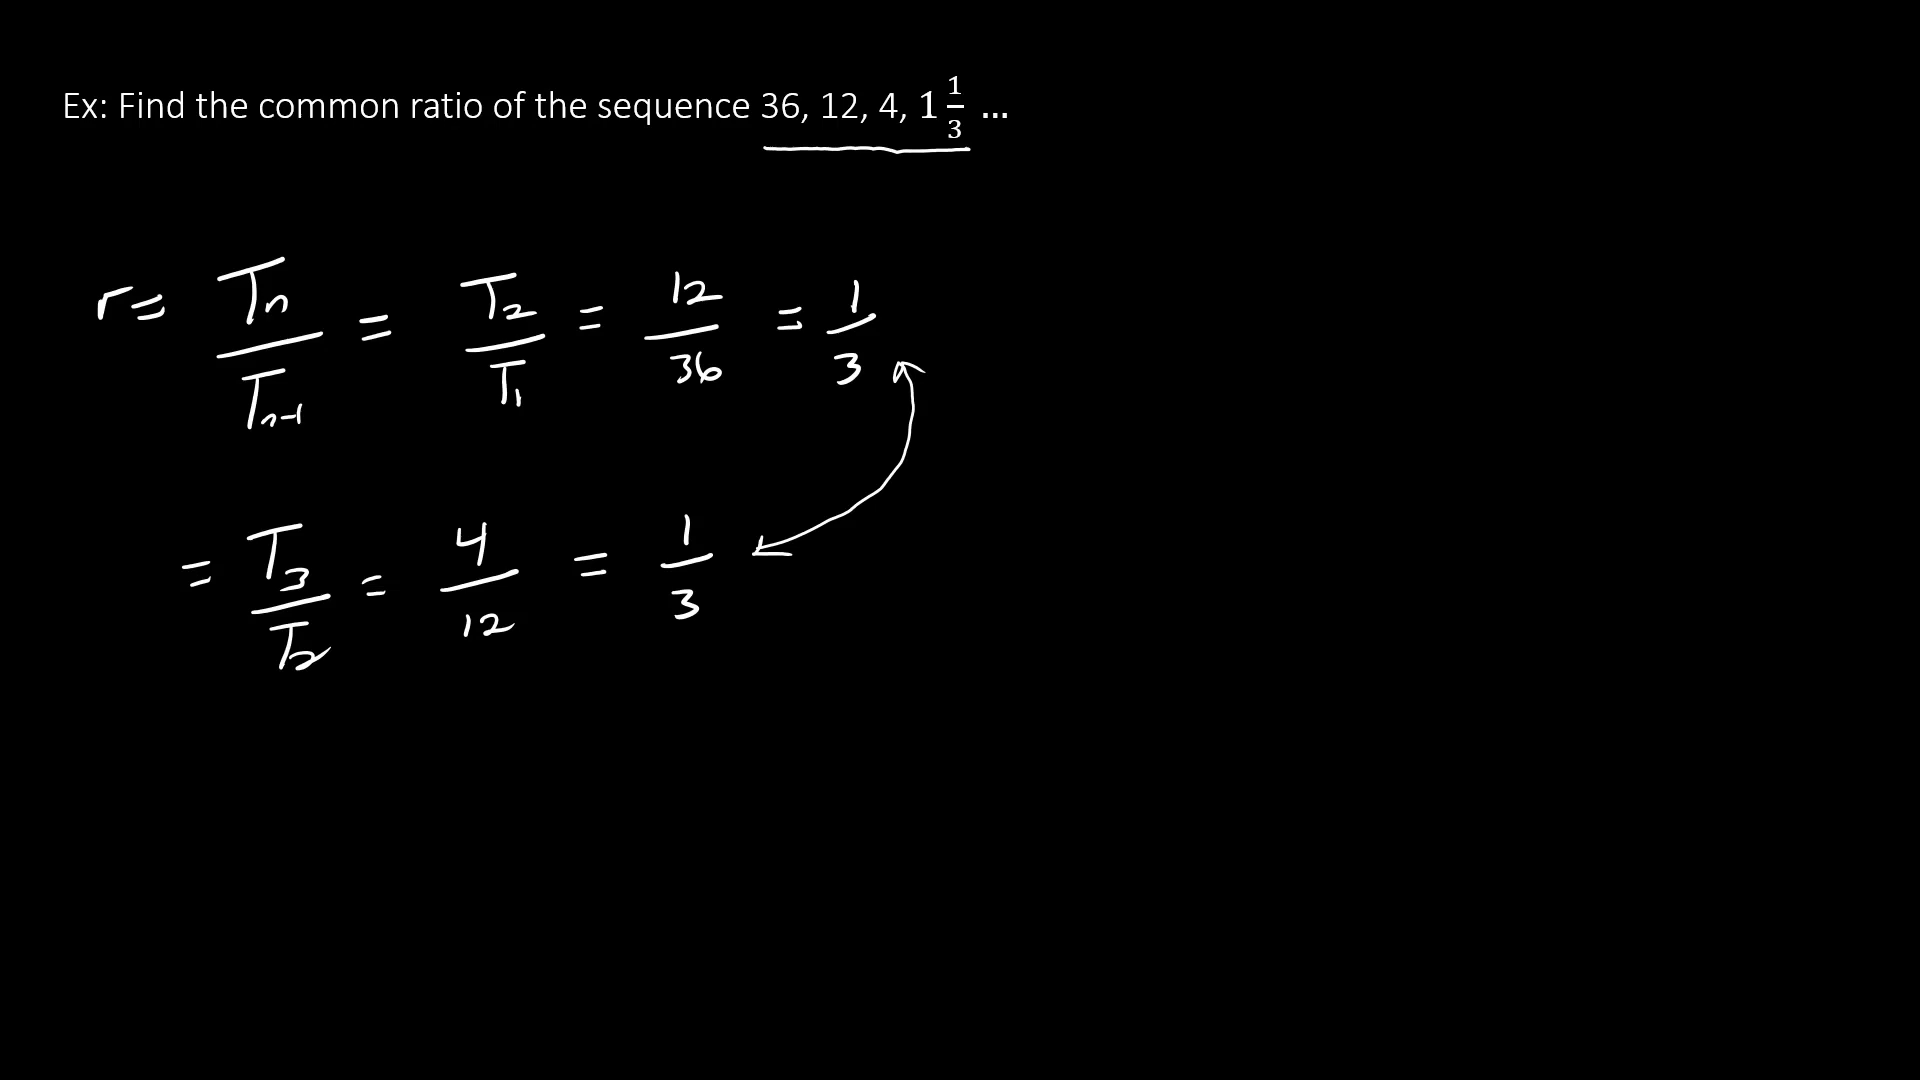 Ex: Find the common ratio of the sequence 36, 12, 4, 1 1/3 ...
r = Tn/Tn-1 = T2/T1 = 12/36 = 1/3
= T3/T2 = 4/12 = 1/3